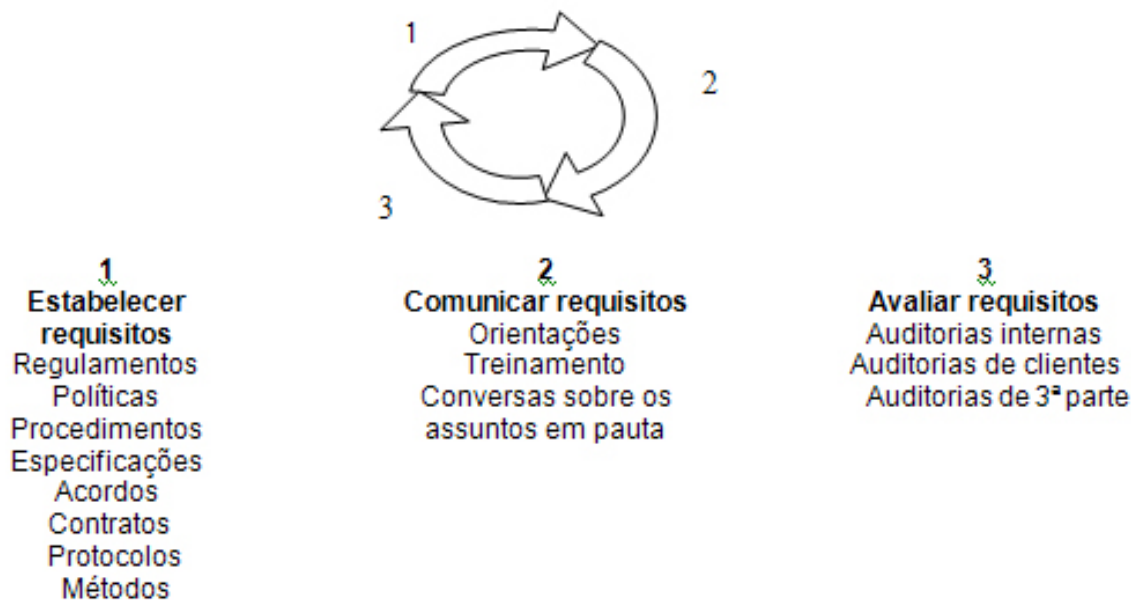 1
2
3
1
Estabelecer
requisitos
Regulamentos
Políticas
Procedimentos
Especificações
Acordos
Contratos
Protocolos
Métodos
2
Comunicar requisitos
Orientações
Treinamento
Conversas sobre os
assuntos em pauta
3
Avaliar requisitos
Auditorias internas
Auditorias de clientes
Auditorias de 3ª parte